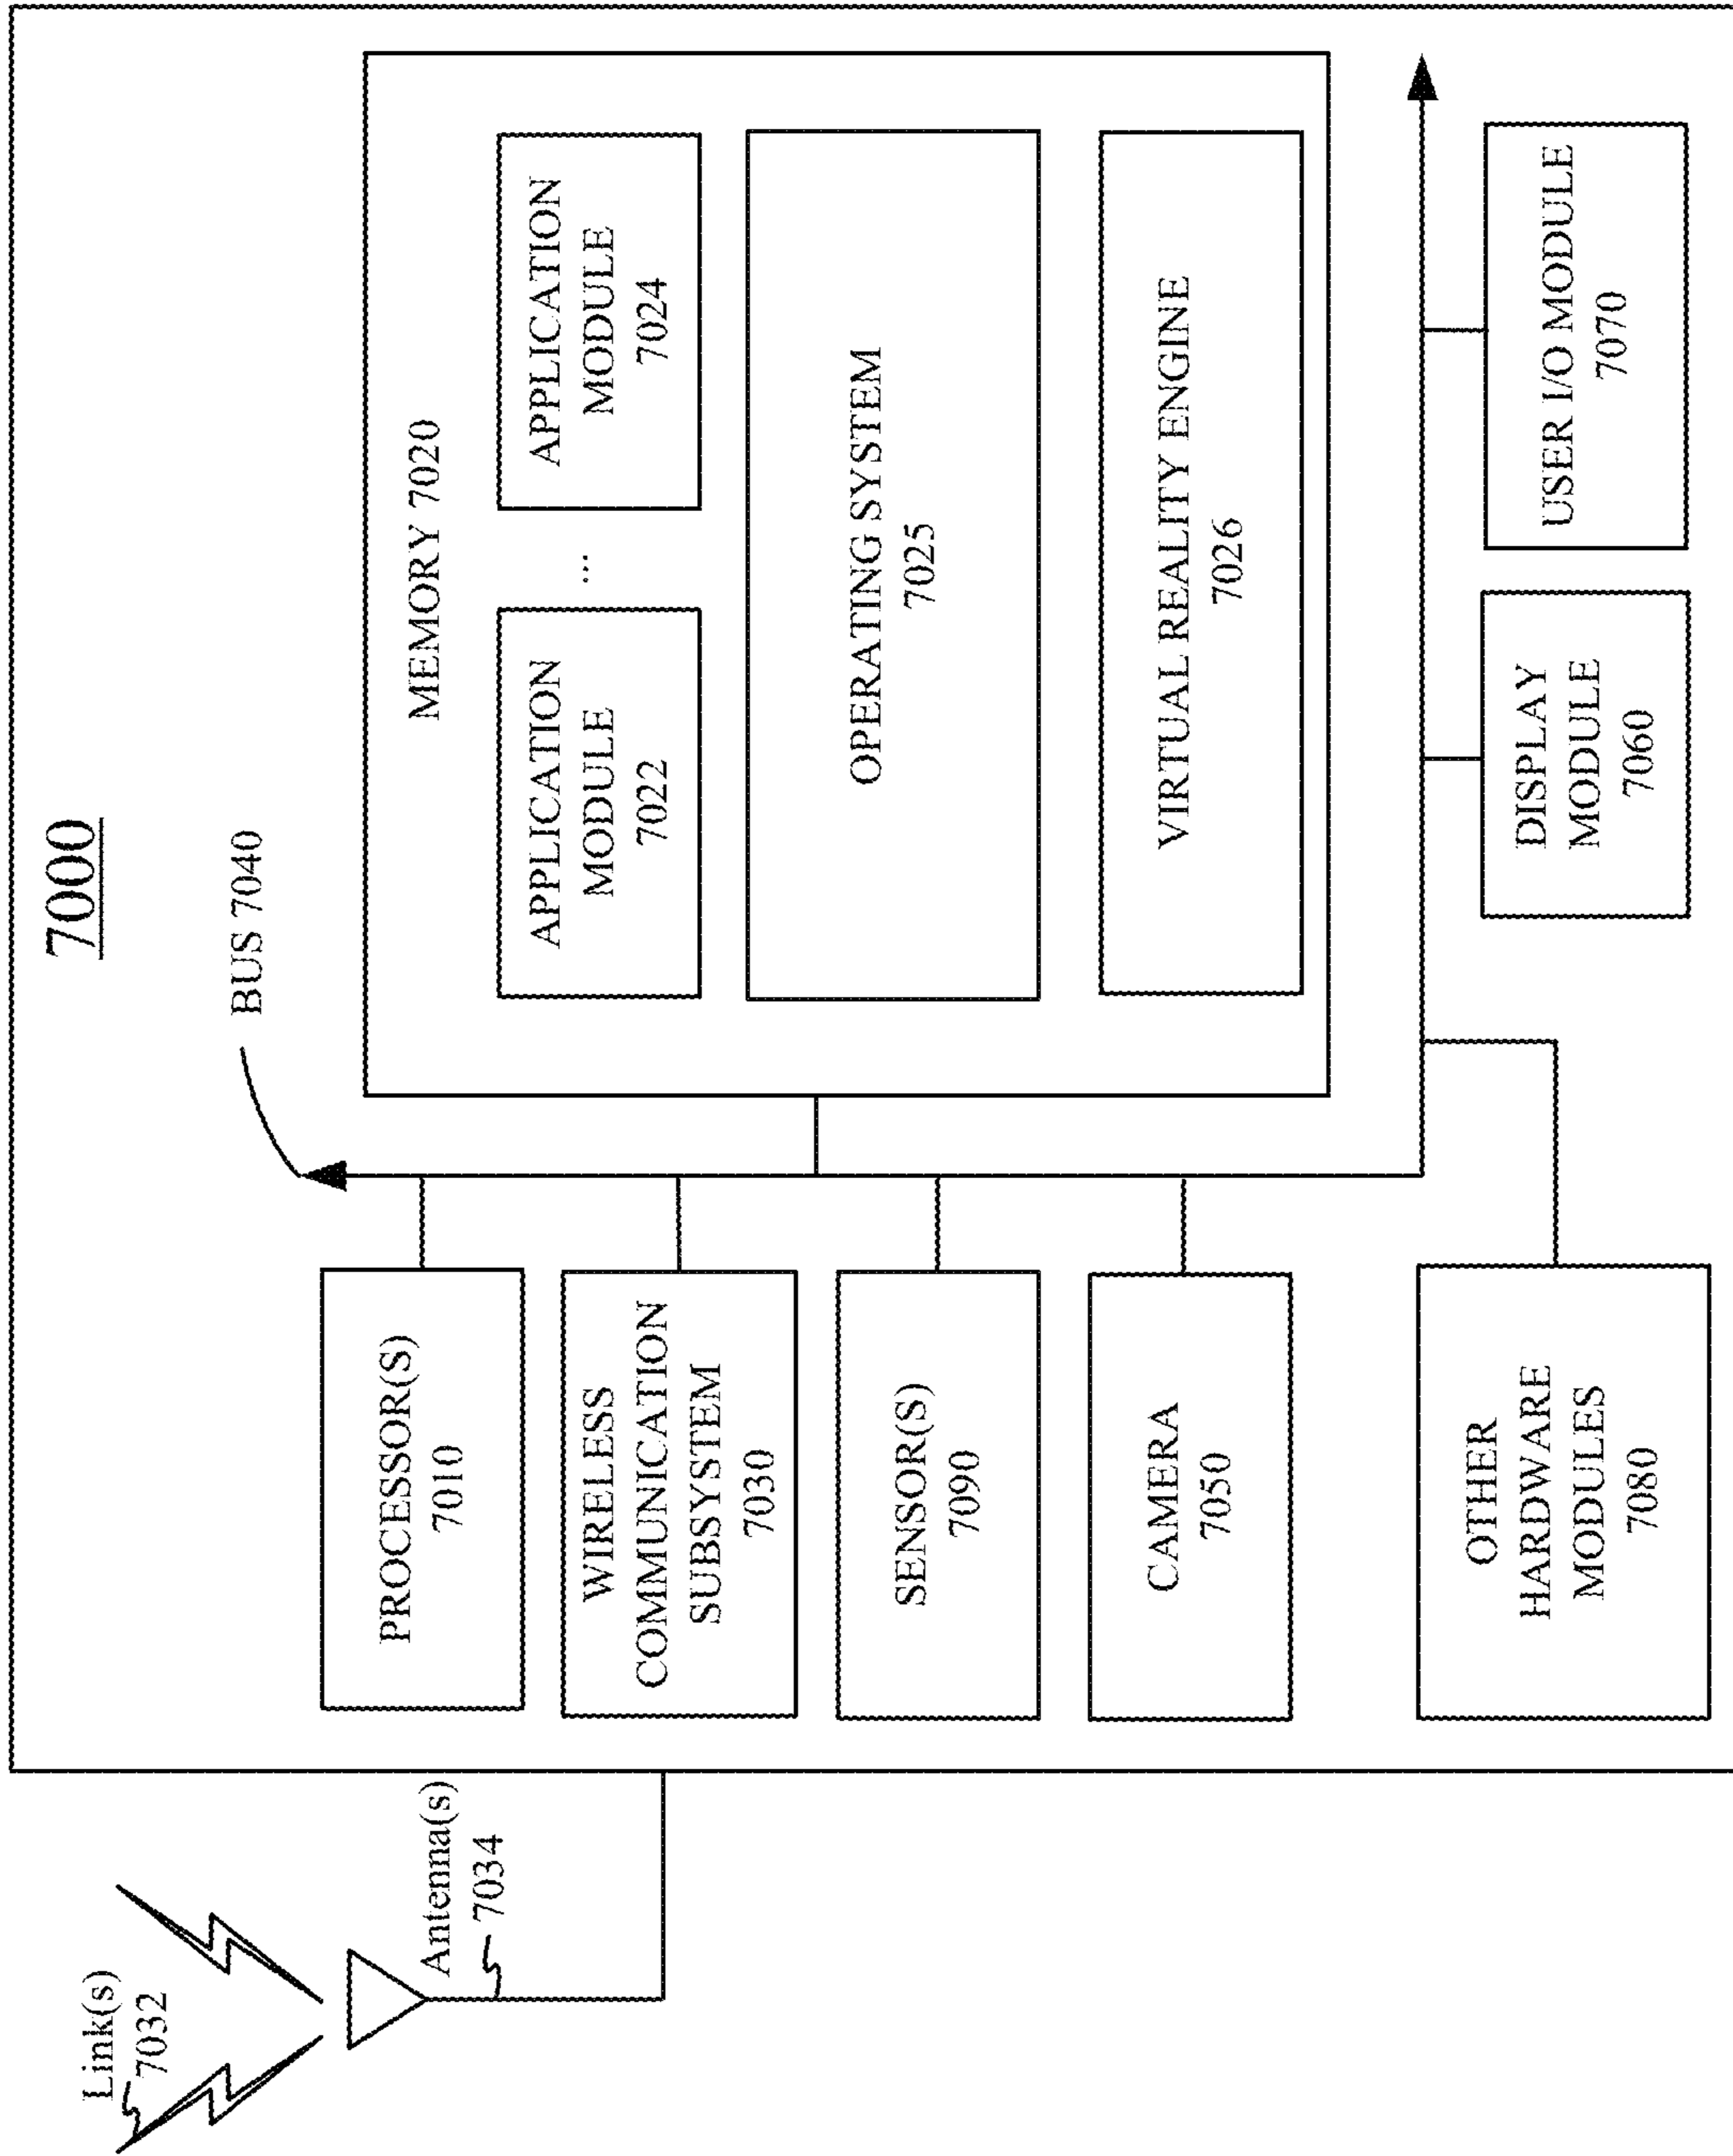 7000
Link(s)
7032
Antenna(s)
7034
BUS 7040
PROCESSOR(S)
7010
WIRELESS
COMMUNICATION
SUBSYSTEM
7030
SENSOR(S)
7090
CAMERA
7050
OTHER
HARDWARE
MODULES
7080
MEMORY 7020
APPLICATION
MODULE
7022
...
APPLICATION
MODULE
7024
OPERATING SYSTEM
7025
VIRTUAL REALITY ENGINE
7026
DISPLAY
MODULE
7060
USER I/O MODULE
7070